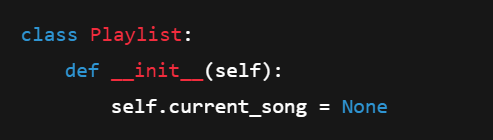 class Playlist:
    def __init__(self):
        self.current_song = None